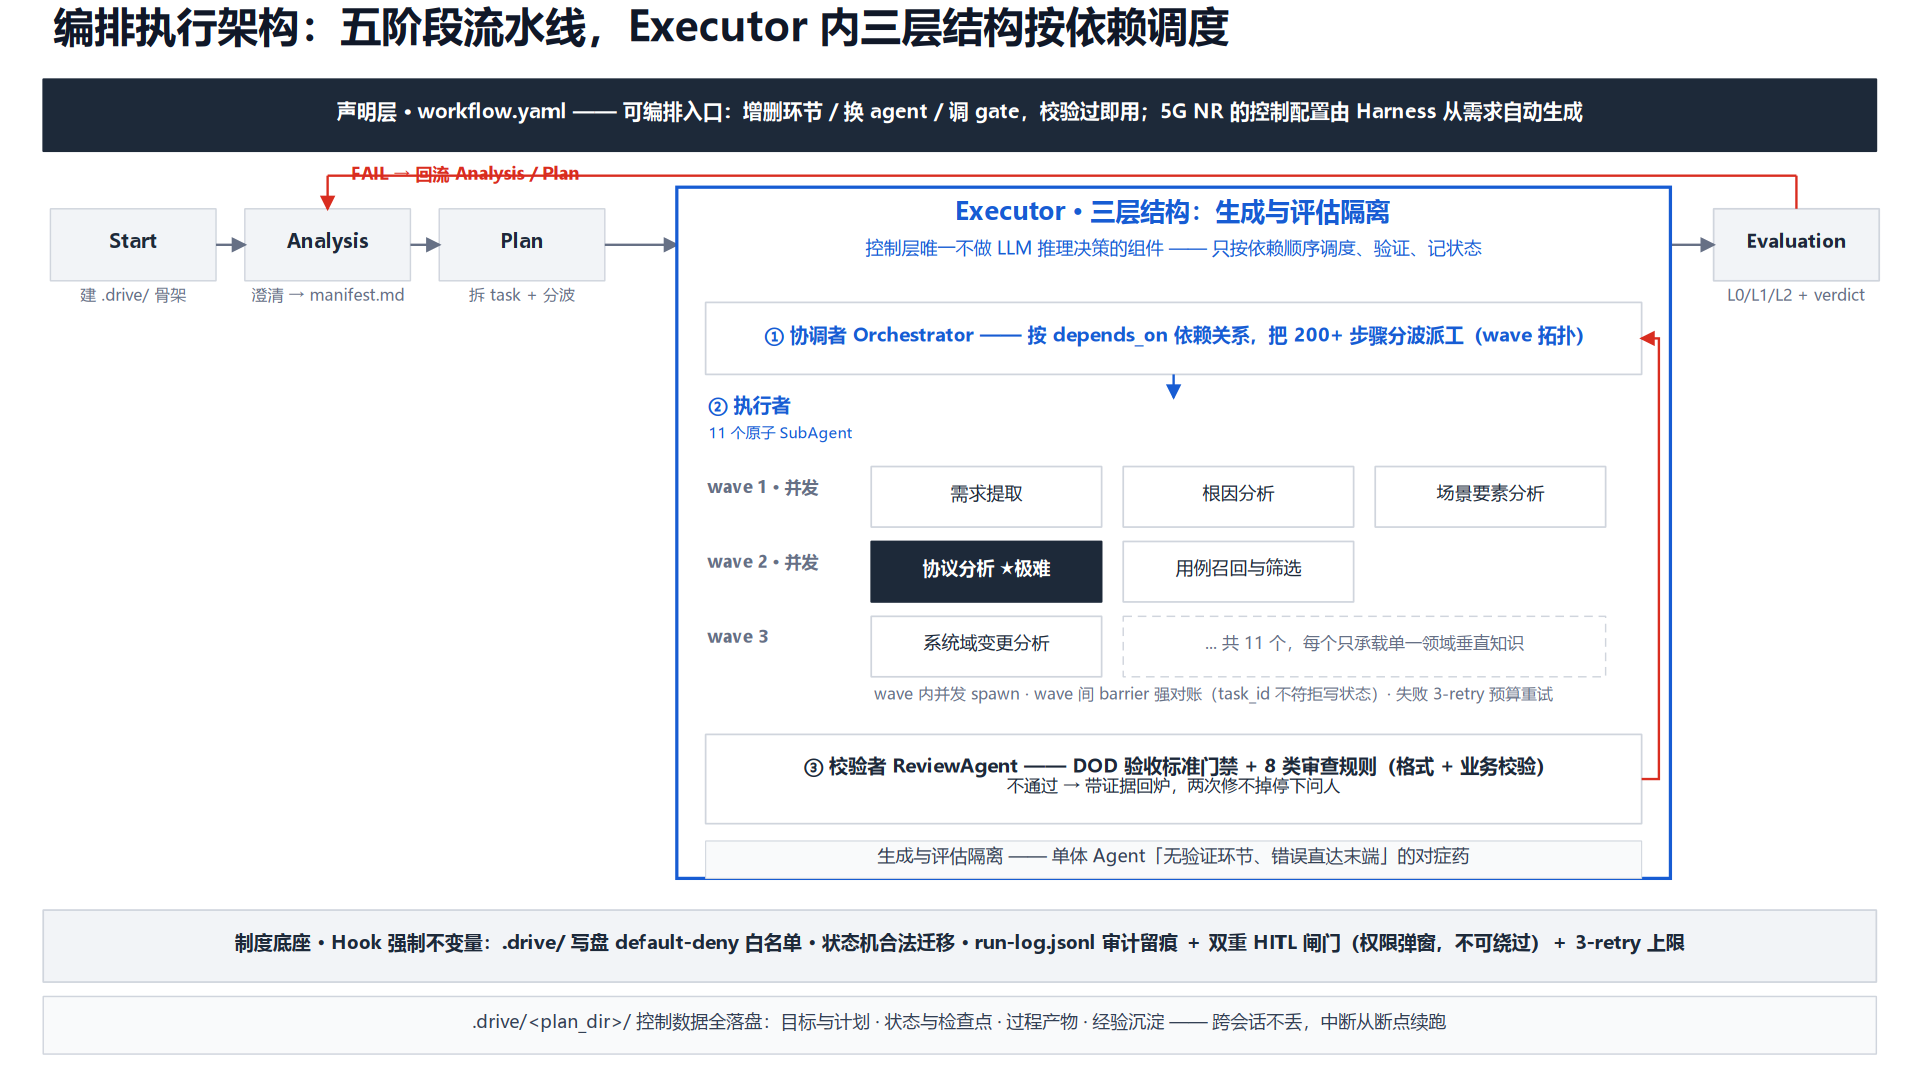 编排执行架构：五阶段流水线，Executor 内三层结构按依赖调度
声明层 • workflow.yaml —— 可编排入口：增删环节 / 换 agent / 调 gate，校验过即用；5G NR 的控制配置由 Harness 从需求自动生成
FAIL → 回流 Analysis / Plan
Start
建 .drive/ 骨架
Analysis
澄清 → manifest.md
Plan
拆 task + 分波
Executor • 三层结构：生成与评估隔离
控制层唯一不做 LLM 推理决策的组件 —— 只按依赖顺序调度、验证、记状态
Evaluation
L0/L1/L2 + verdict
① 协调者 Orchestrator —— 按 depends_on 依赖关系，把 200+ 步骤分波派工（wave 拓扑）
② 执行者
11 个原子 SubAgent
wave 1 • 并发
需求提取
根因分析
场景要素分析
wave 2 • 并发
协议分析 ★极难
用例召回与筛选
wave 3
系统域变更分析
... 共 11 个，每个只承载单一领域垂直知识
wave 内并发 spawn · wave 间 barrier 强对账（task_id 不符拒写状态）· 失败 3-retry 预算重试
③ 校验者 ReviewAgent —— DOD 验收标准门禁 + 8 类审查规则（格式 + 业务校验）
不通过 → 带证据回炉，两次修不掉停下问人
生成与评估隔离 —— 单体 Agent「无验证环节、错误直达末端」的对症药
制度底座 • Hook 强制不变量：.drive/ 写盘 default-deny 白名单 • 状态机合法迁移 • run-log.jsonl 审计留痕 + 双重 HITL 闸门（权限弹窗，不可绕过） + 3-retry 上限
.drive/<plan_dir>/ 控制数据全落盘：目标与计划 · 状态与检查点 · 过程产物 · 经验沉淀 —— 跨会话不丢，中断从断点续跑